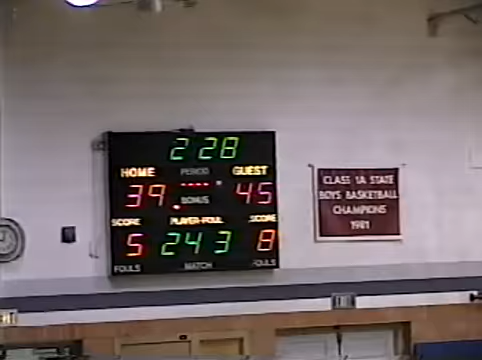 2 28
HOME PERIOD GUEST
39 BONUS 45
SCORE PLAYER-FOUL SCORE
5 24 3 8
FOULS MATCH FOULS
CLASS 1A STATE
BOYS BASKETBALL
CHAMPIONS
1981
EXIT